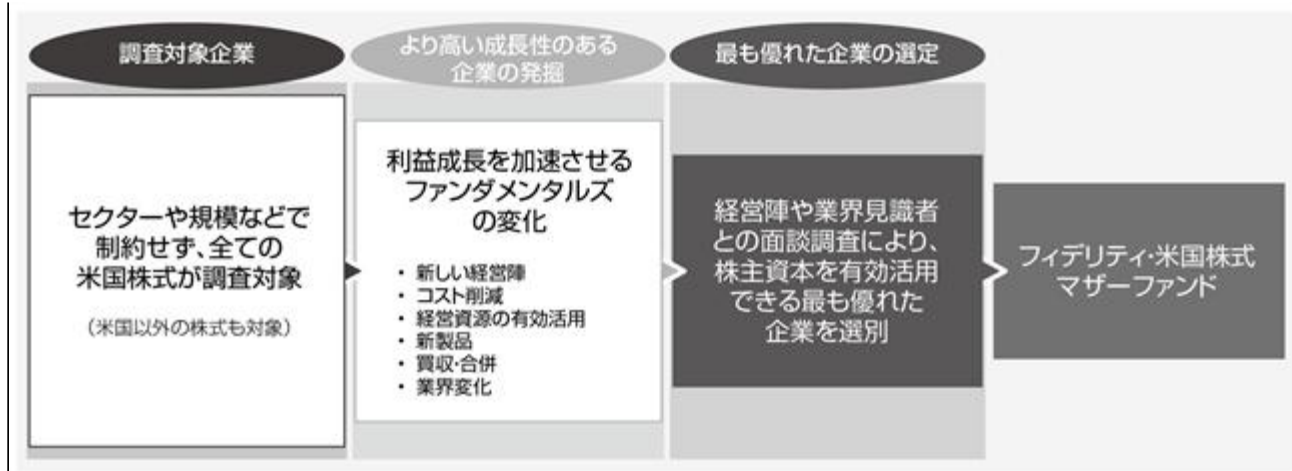 調査対象企業
セクターや規模などで
制約せず、全ての
米国株式が調査対象
（米国以外の株式も対象）
より高い成長性のある
企業の発掘
利益成長を加速させる
ファンダメンタルズ
の変化
・ 新しい経営陣
・ コスト削減
・ 経営資源の有効活用
・ 新製品
・ 買収・合併
・ 業界変化
最も優れた企業の選定
経営陣や業界見識者
との面談調査により、
株主資本を有効活用
できる最も優れた
企業を選別
フィデリティ・米国株式
マザーファンド